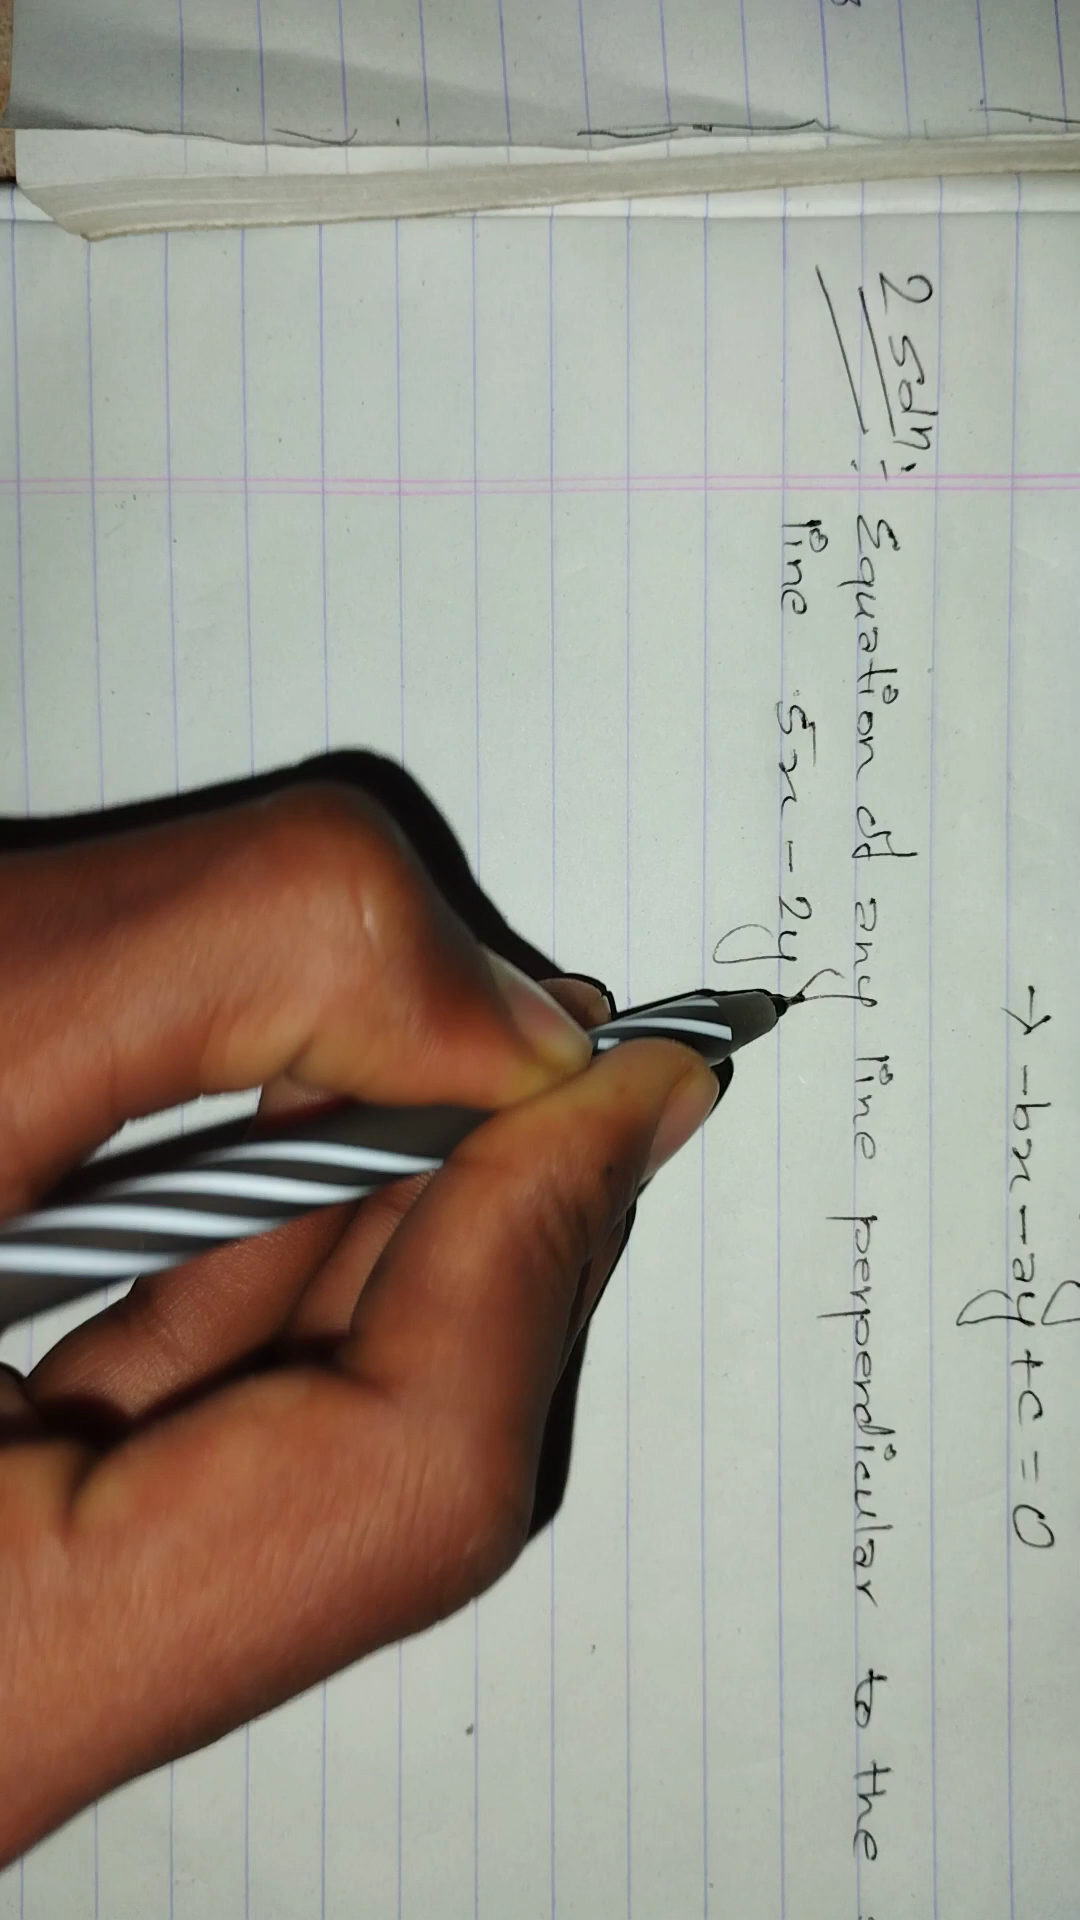 → -bx - ay + c = 0
2 Soln:
Equation of any line perpendicular to the
line 5x - 2y